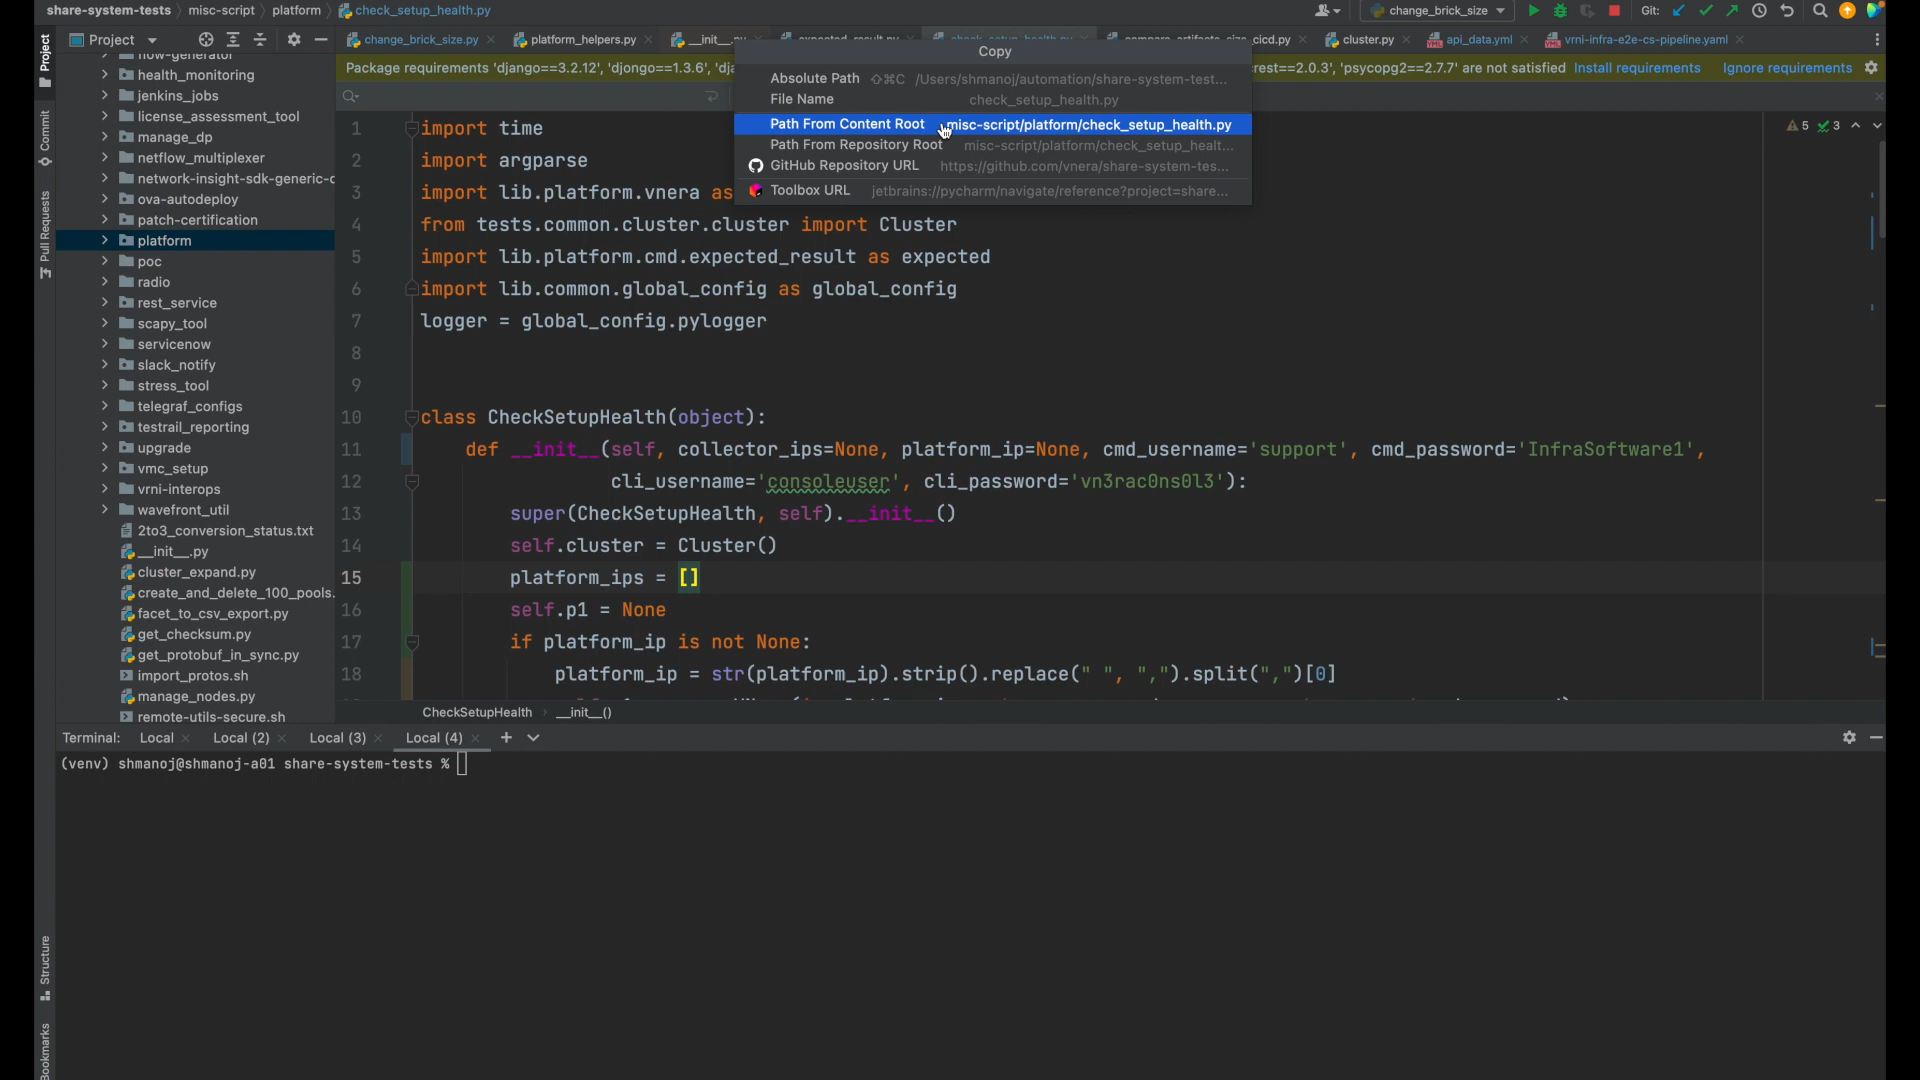 share-system-tests misc-script platform check_setup_health.py
change_brick_size Git:
Project
change_brick_size.py platform_helpers.py __init__.py compare_artifacts_size_cicd.py cluster.py api_data.yml vrni-infra-e2e-cs-pipeline.yaml
Package requirements 'django==3.2.12', 'djongo==1.3.6', 'dj
rest==2.0.3', 'psycopg2==2.7.7' are not satisfied Install requirements Ignore requirements
Copy
Absolute Path ⇧⌘C /Users/shmanoj/automation/share-system-test...
File Name check_setup_health.py
Path From Content Root misc-script/platform/check_setup_health.py
Path From Repository Root misc-script/platform/check_setup_healt...
GitHub Repository URL https://github.com/vnera/share-system-tes...
Toolbox URL jetbrains://pycharm/navigate/reference?project=share...
5 3
Project
Commit
Pull Requests
Structure
Bookmarks
health_monitoring
jenkins_jobs
license_assessment_tool
manage_dp
netflow_multiplexer
network-insight-sdk-generic-c
ova-autodeploy
patch-certification
platform
poc
radio
rest_service
scapy_tool
servicenow
slack_notify
stress_tool
telegraf_configs
testrail_reporting
upgrade
vmc_setup
vrni-interops
wavefront_util
2to3_conversion_status.txt
__init__.py
cluster_expand.py
create_and_delete_100_pools.
facet_to_csv_export.py
get_checksum.py
get_protobuf_in_sync.py
import_protos.sh
manage_nodes.py
remote-utils-secure.sh
1 import time
2 import argparse
3 import lib.platform.vnera as
4 from tests.common.cluster.cluster import Cluster
5 import lib.platform.cmd.expected_result as expected
6 import lib.common.global_config as global_config
7 logger = global_config.pylogger
8
9
10 class CheckSetupHealth(object):
11 def __init__(self, collector_ips=None, platform_ip=None, cmd_username='support', cmd_password='InfraSoftware1',
12 cli_username='consoleuser', cli_password='vn3rac0ns0l3'):
13 super(CheckSetupHealth, self).__init__()
14 self.cluster = Cluster()
15 platform_ips = []
16 self.p1 = None
17 if platform_ip is not None:
18 platform_ip = str(platform_ip).strip().replace(" ", ",").split(",")[0]
CheckSetupHealth __init__()
Terminal: Local Local (2) Local (3) Local (4)
(venv) shmanoj@shmanoj-a01 share-system-tests %